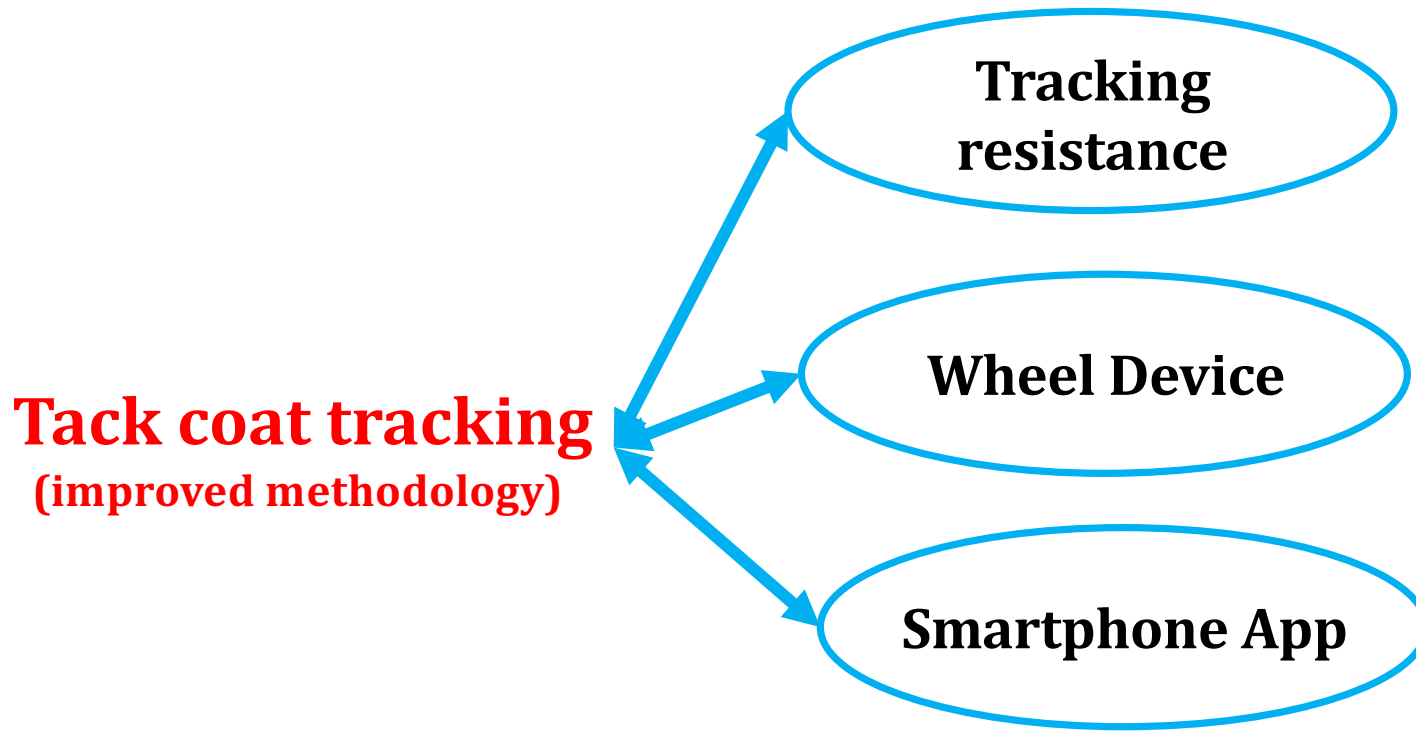 Tracking
resistance
Wheel Device
Tack coat tracking
(improved methodology)
Smartphone App